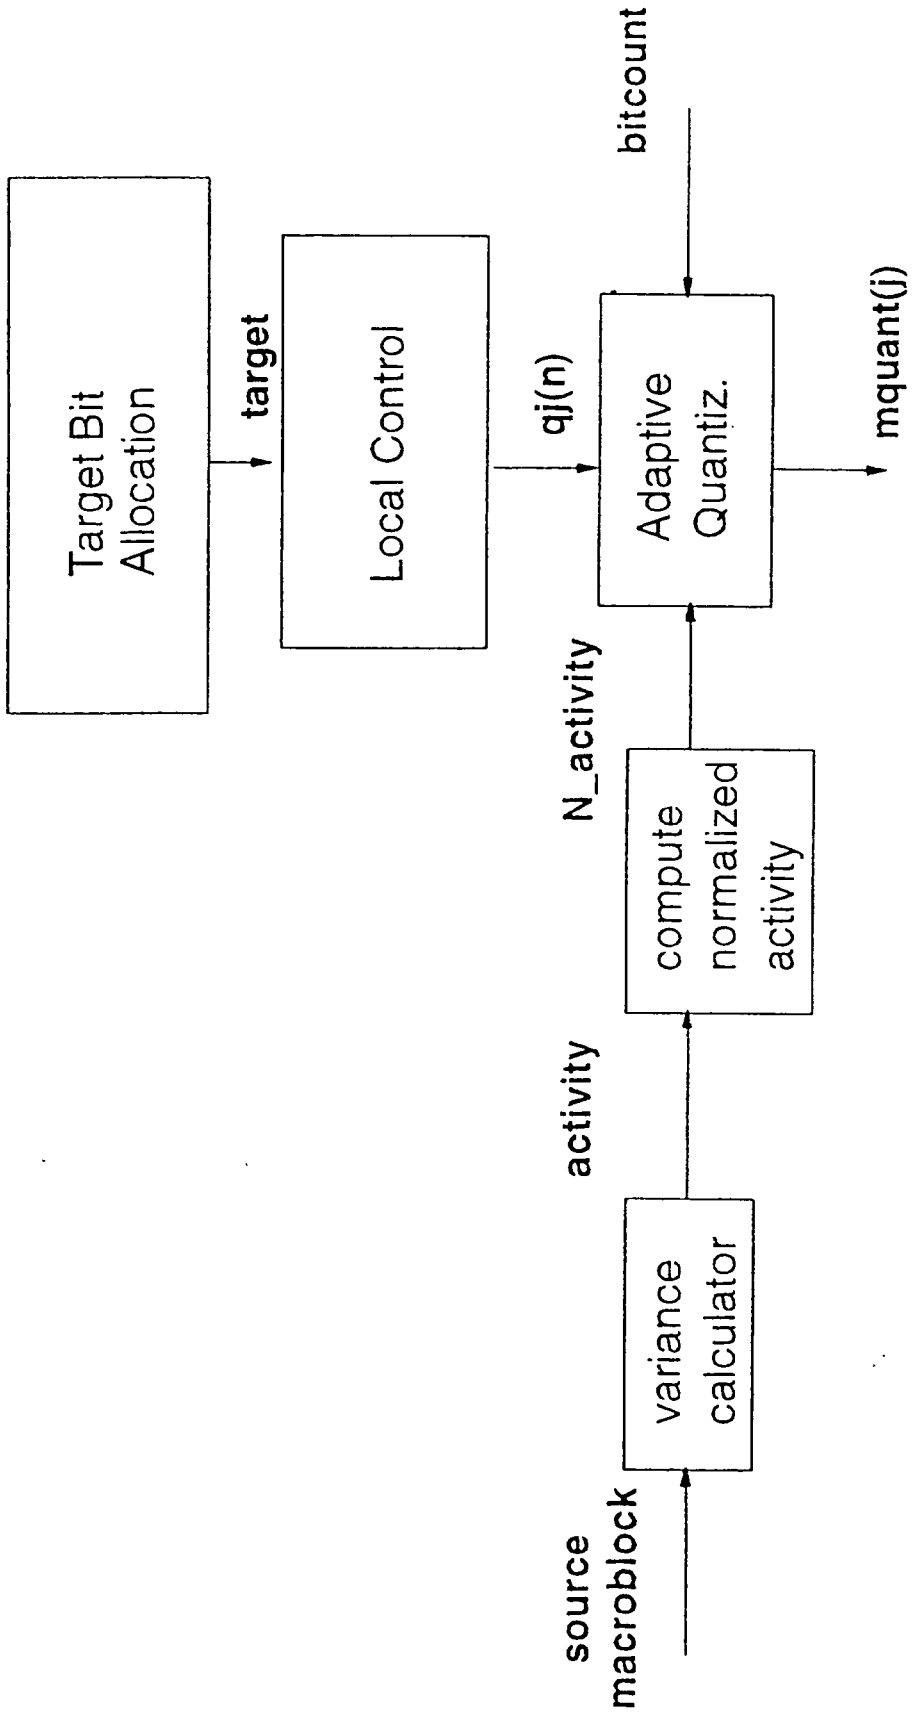 Target Bit
Allocation
target
Local Control
qj(n)
bitcount
Adaptive
Quantiz.
mquant(j)
N_activity
compute
normalized
activity
activity
variance
calculator
source
macroblock